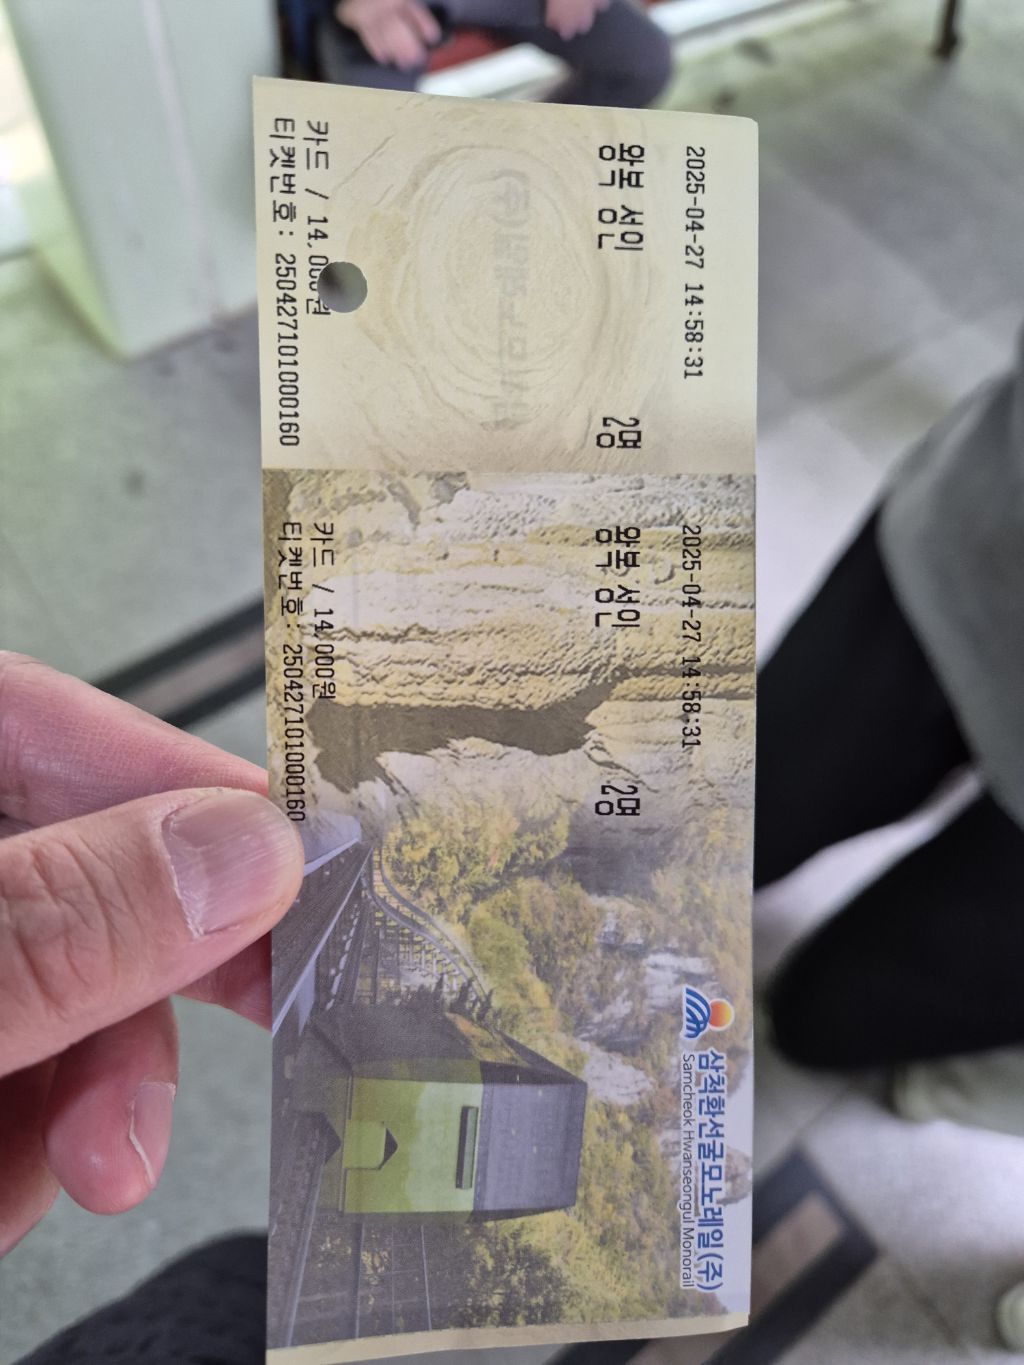 2025-04-27 14:58:31
왕복 성인 2명
카드 / 14,000원
티켓번호: 250427101000160
2025-04-27 14:58:31
왕복 성인 2명
카드 / 14,000원
티켓번호: 250427101000160
삼척환선굴모노레일(주)
Samcheok Hwanseongul Monorail